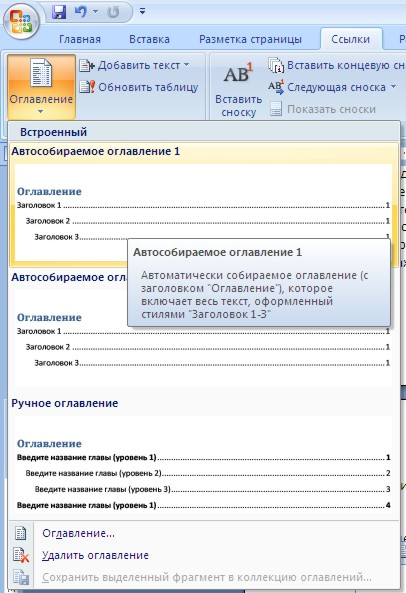 Главная Вставка Разметка страницы Ссылки Р
Оглавление
Добавить текст
Обновить таблицу
AB¹
Вставить сноску
Вставить концевую сн
Следующая сноска
Показать сноски
Встроенный
Автособираемое оглавление 1
Оглавление
Заголовок 1 1
Заголовок 2 1
Заголовок 3 1
Автособираемое оглавление 1
Автоматически собираемое оглавление (с
заголовком "Оглавление"), которое
включает весь текст, оформленный
стилями "Заголовок 1-3"
Автособираемое огла
Оглавление
Заголовок 1 1
Заголовок 2 1
Заголовок 3 1
Ручное оглавление
Оглавление
Введите название главы (уровень 1) 1
Введите название главы (уровень 2) 2
Введите название главы (уровень 3) 3
Введите название главы (уровень 1) 4
Оглавление...
Удалить оглавление
Сохранить выделенный фрагмент в коллекцию оглавлений...